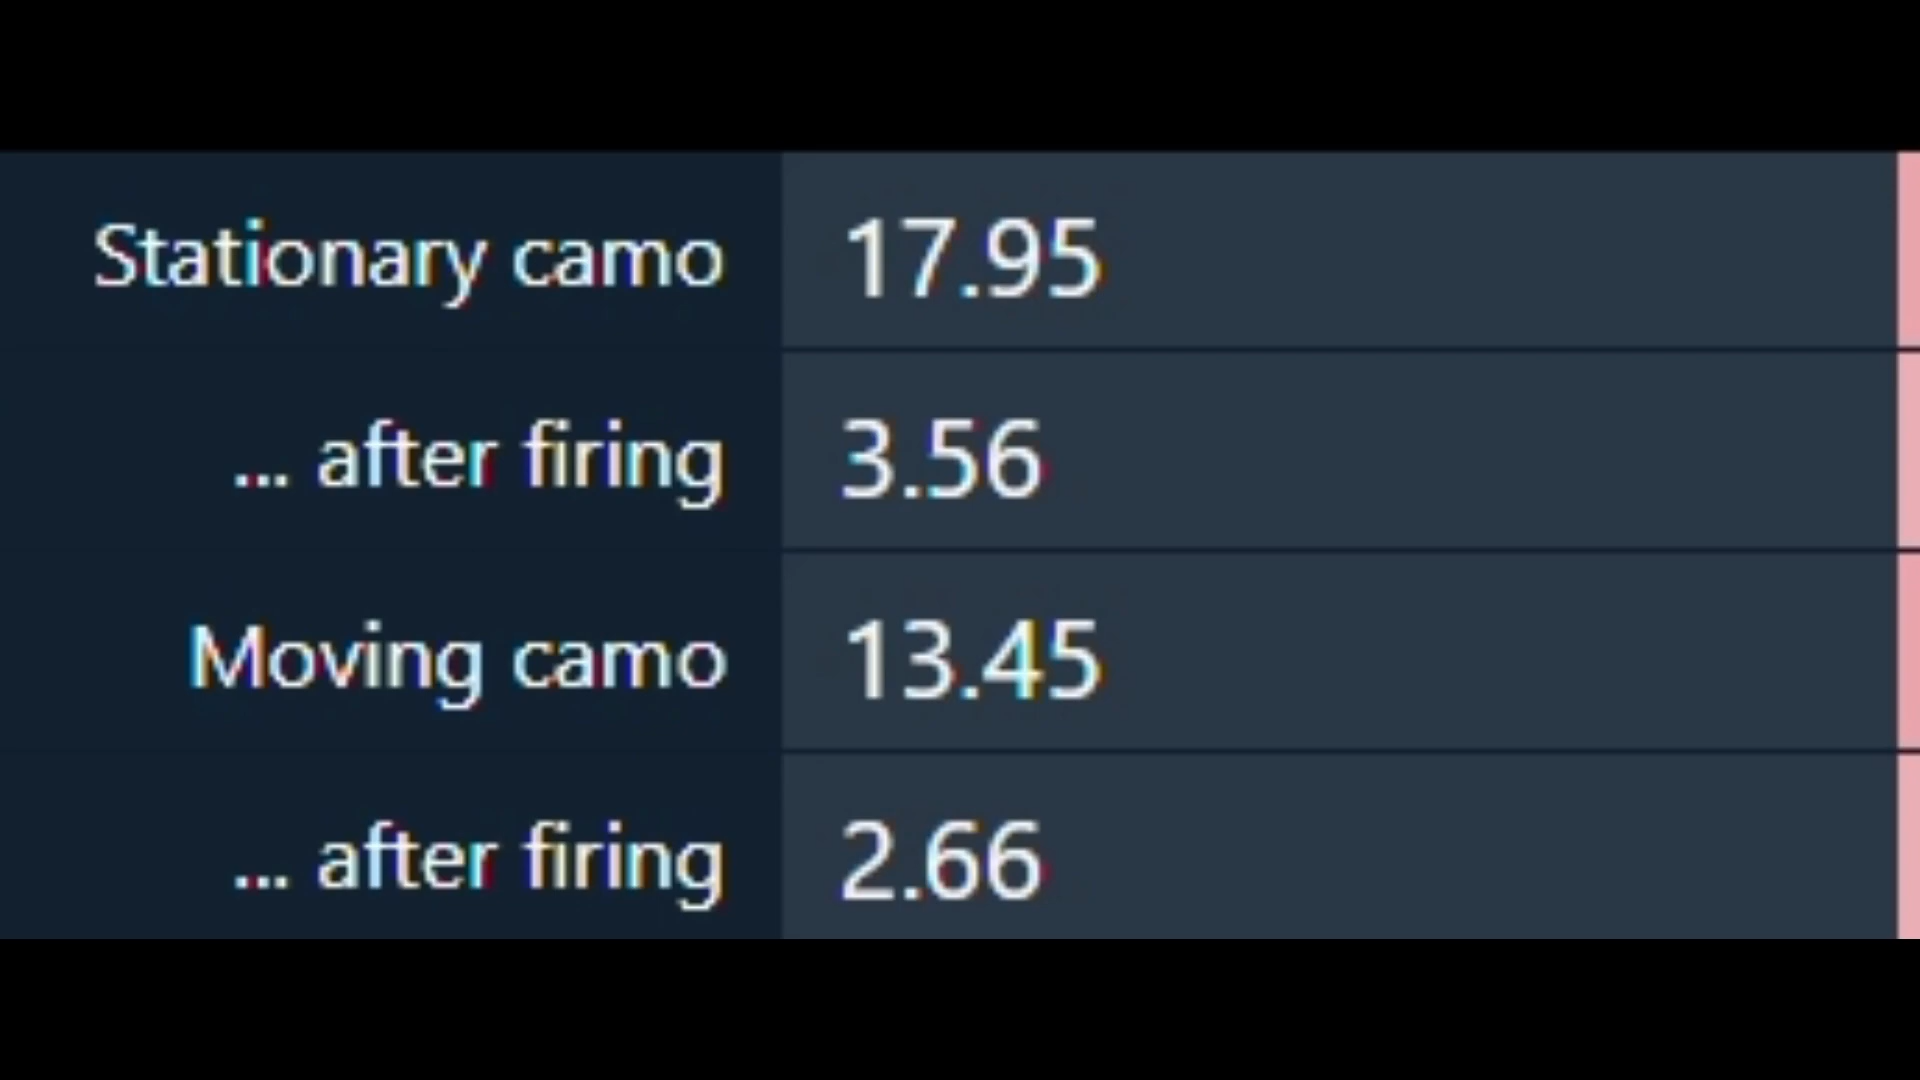 Stationary camo 17.95
... after firing 3.56
Moving camo 13.45
... after firing 2.66